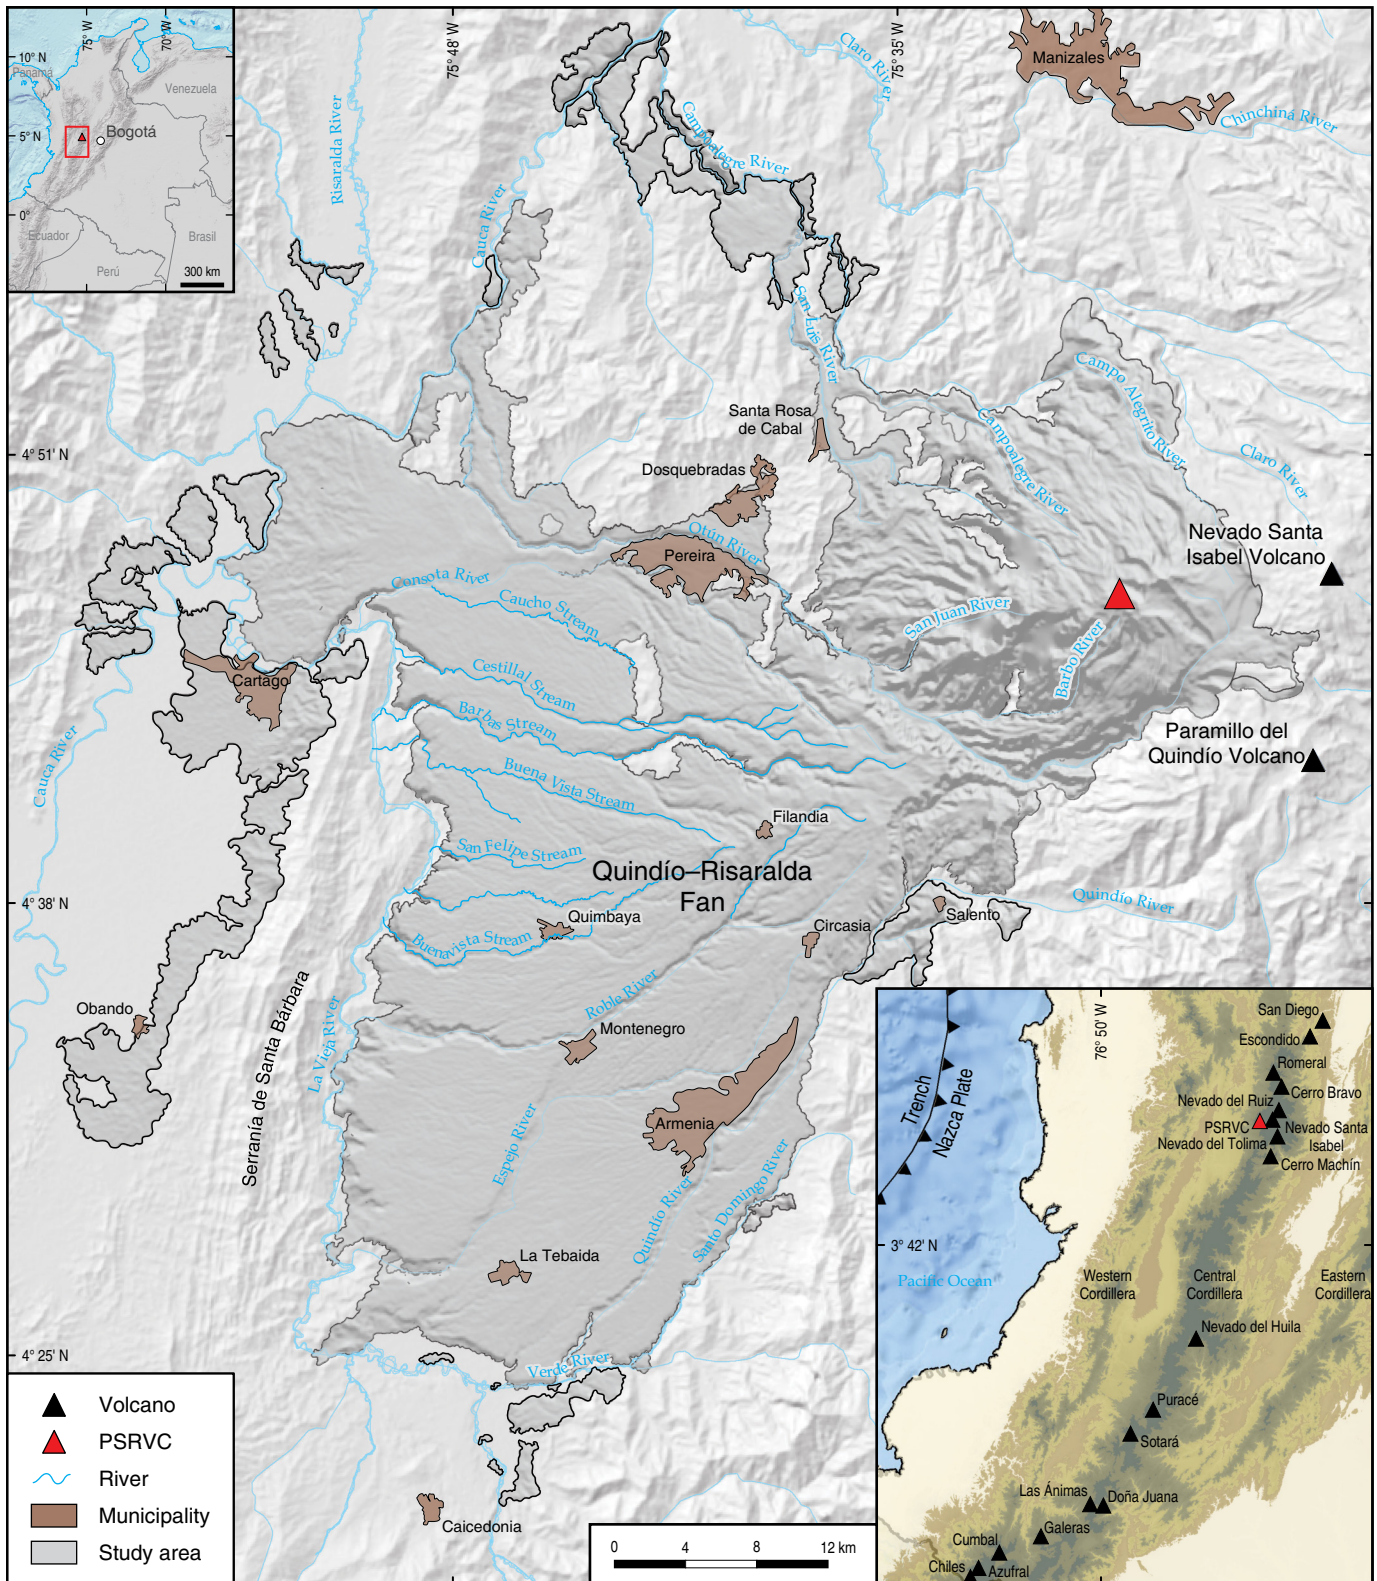 75° W
70° W
10° N
Panamá
Venezuela
Bogotá
5° N
0°
Ecuador
Brasil
Perú
300 km
75° 48' W
75° 35' W
Risaralda River
Claro River
Manizales
Chinchiná River
Campoalegre River
Cauca River
San Luis River
Campo Alegrito River
Santa Rosa
de Cabal
Campoalegre River
Claro River
4° 51' N
Dosquebradas
Otún River
Pereira
Nevado Santa
Isabel Volcano
Consota River
Caucho Stream
San Juan River
Barbo River
Cestillal Stream
Cartago
Barbas Stream
Paramillo del
Quindío Volcano
Cauca River
Buena Vista Stream
Filandia
San Felipe Stream
Quindío–Risaralda
Fan
4° 38' N
Quindío River
Salento
Quimbaya
Circasia
Buenavista Stream
Roble River
Obando
Serranía de Santa Bárbara
La Vieja River
Montenegro
Armenia
Espejo River
Quindío River
Santo Domingo River
La Tebaida
4° 25' N
Verde River
Caicedonia
Volcano
PSRVC
River
Municipality
Study area
0
4
8
12 km
76° 50' W
San Diego
Escondido
Romeral
Cerro Bravo
Nevado del Ruiz
PSRVC
Nevado Santa
Isabel
Nevado del Tolima
Cerro Machín
Trench
Nazca Plate
3° 42' N
Pacific Ocean
Western
Cordillera
Central
Cordillera
Eastern
Cordillera
Nevado del Huila
Puracé
Sotará
Las Ánimas
Doña Juana
Galeras
Cumbal
Chiles
Azufral